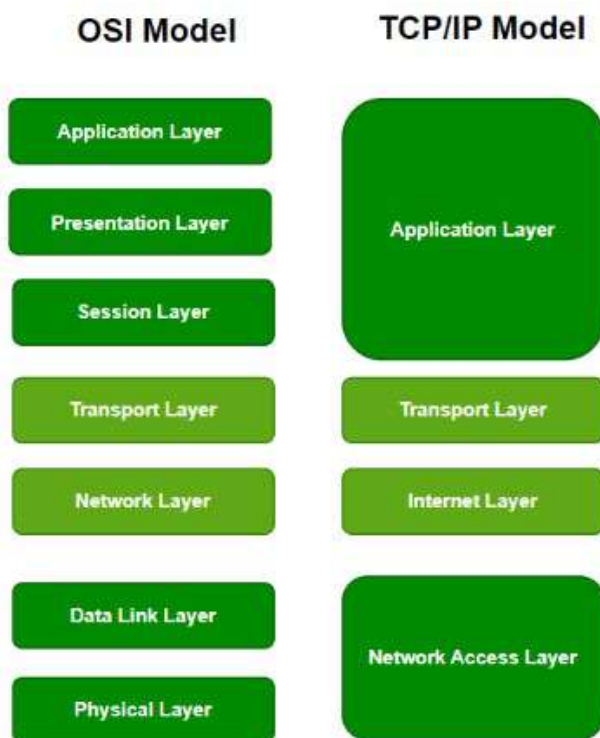 OSI Model
TCP/IP Model
Application Layer
Presentation Layer
Session Layer
Transport Layer
Network Layer
Data Link Layer
Physical Layer
Application Layer
Transport Layer
Internet Layer
Network Access Layer